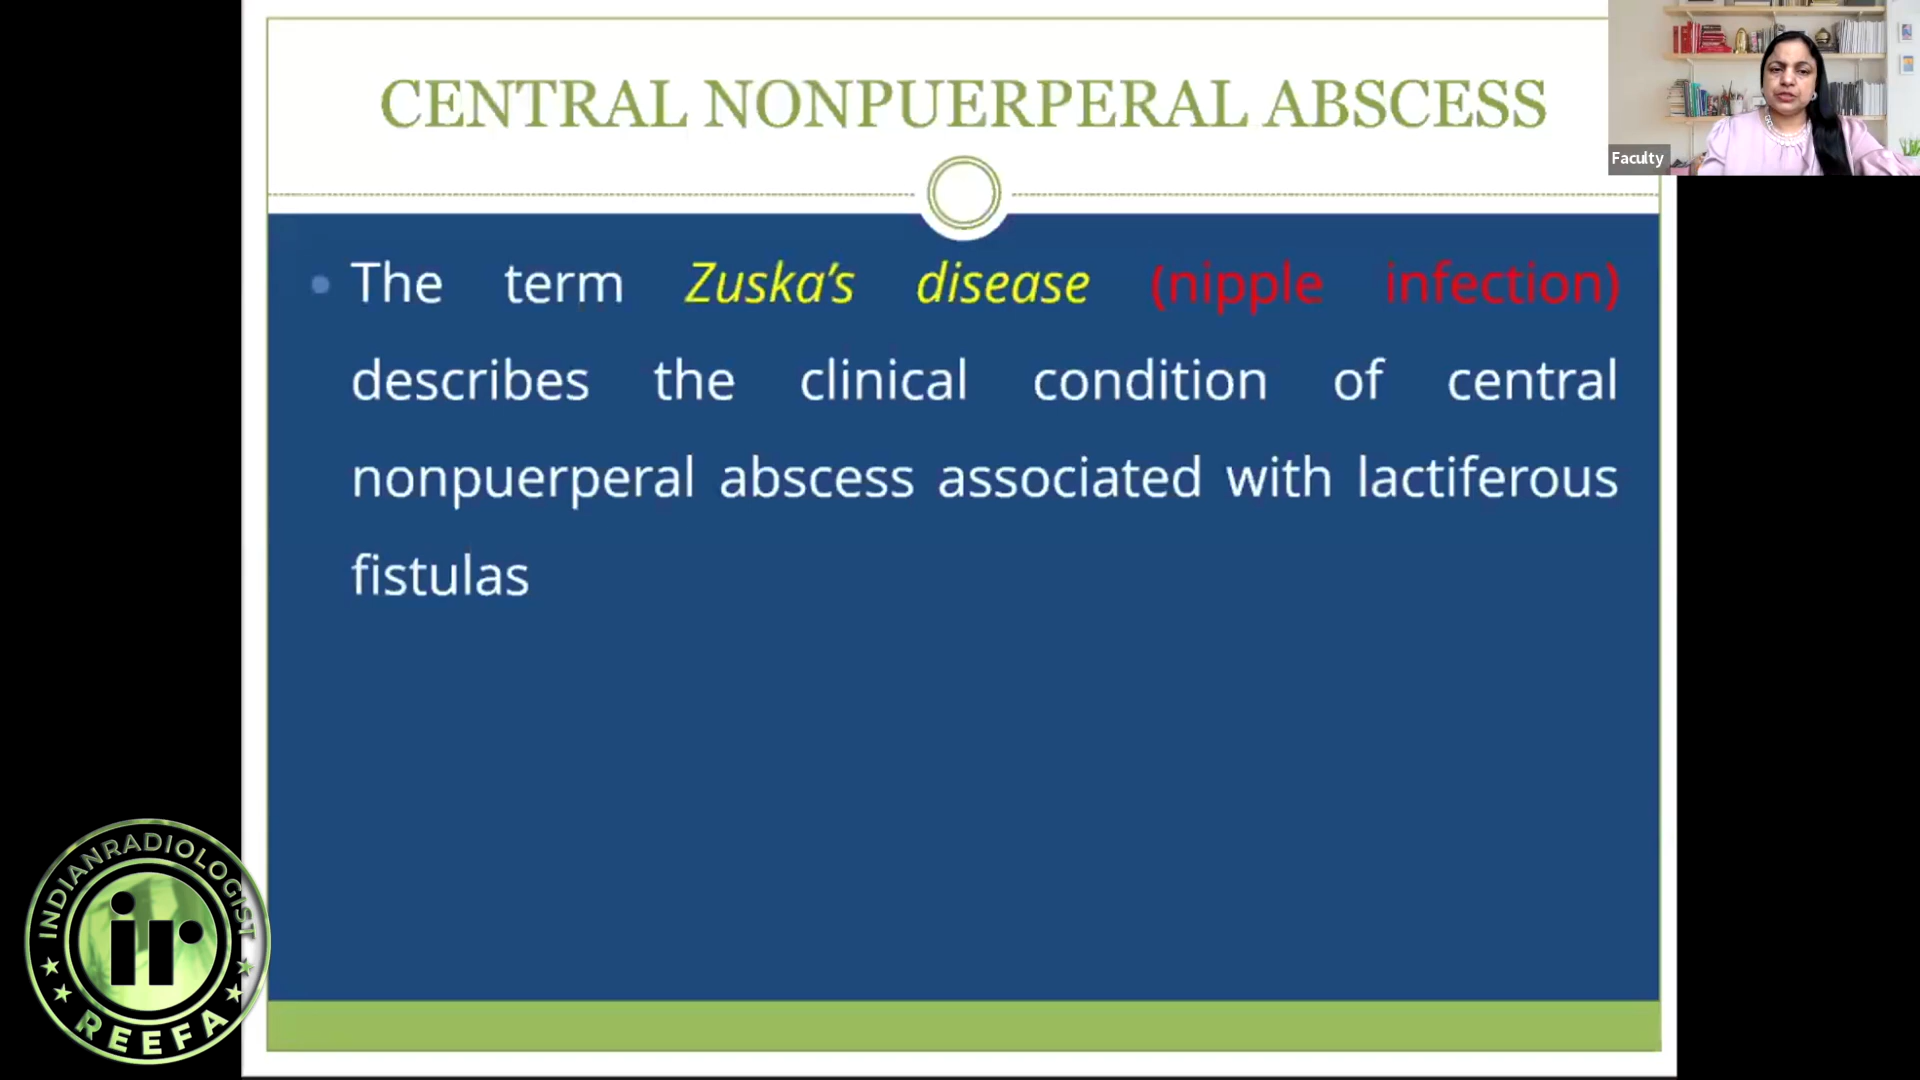 CENTRAL NONPUERPERAL ABSCESS
Faculty
The term Zuska's disease (nipple infection)
describes the clinical condition of central
nonpuerperal abscess associated with lactiferous
fistulas
INDIANRADIOLOGIST
ir
REEFA